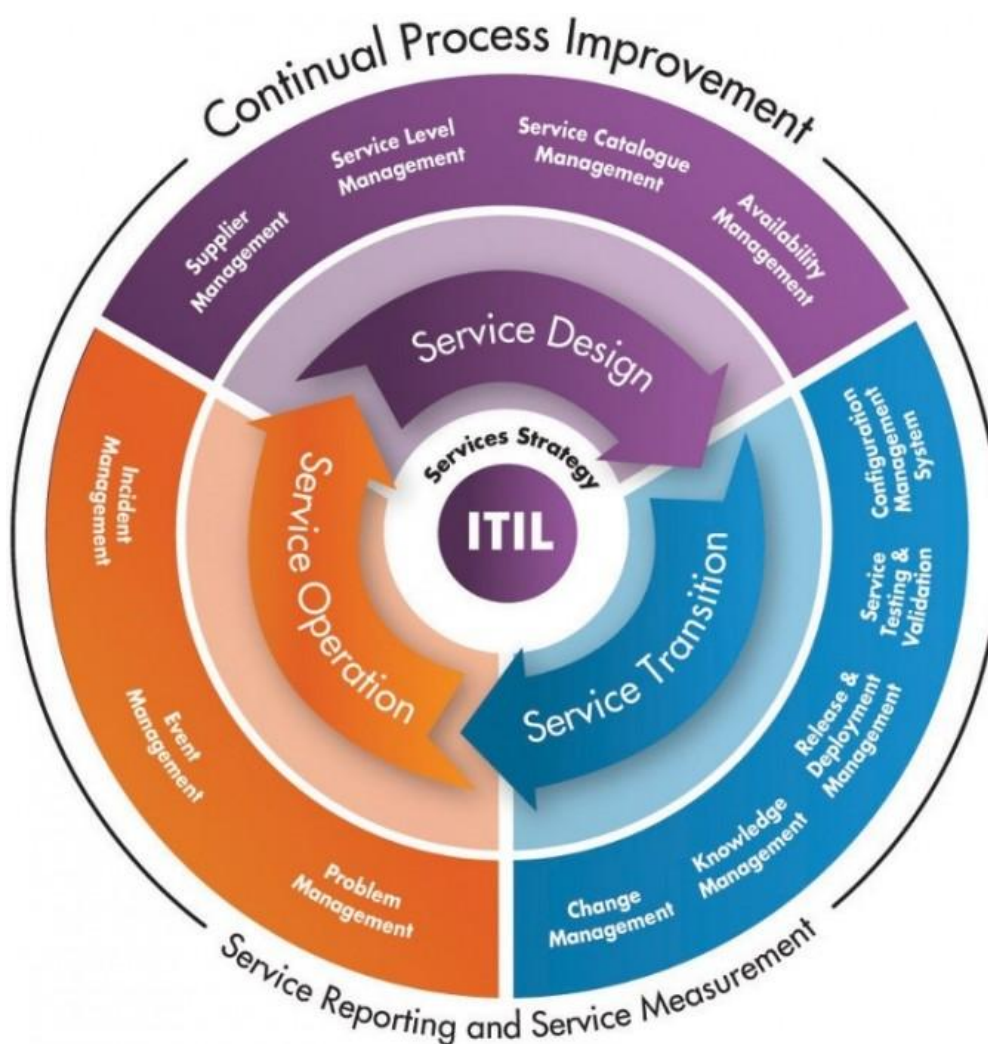 Continual Process Improvement
Supplier
Management
Service Level
Management
Service Catalogue
Management
Availability
Management
Service Design
Configuration
Management
System
Service
Testing &
Validation
Release &
Deployment
Management
Knowledge
Management
Change
Management
Service Transition
Incident
Management
Event
Management
Problem
Management
Service Operation
Services Strategy
ITIL
Service Reporting and Service Measurement